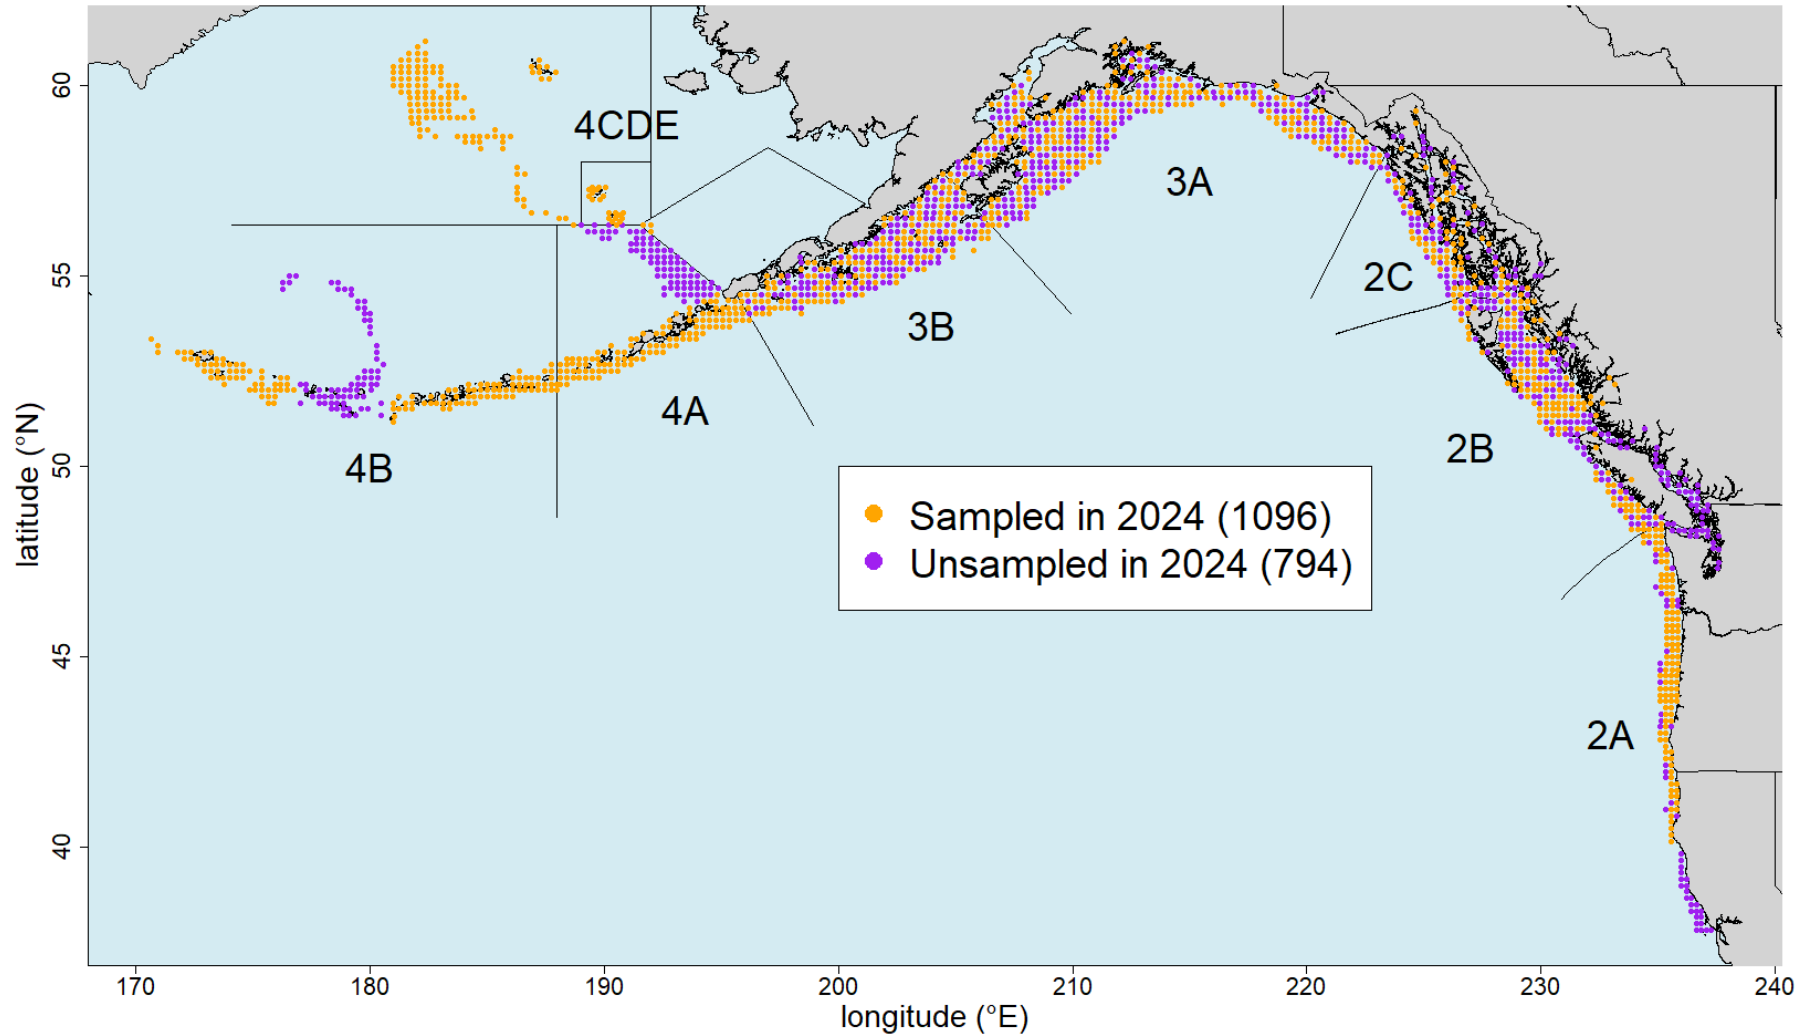 60
55
50
45
40
latitude (°N)
4CDE
3A
2C
3B
4A
2B
4B
Sampled in 2024 (1096)
Unsampled in 2024 (794)
2A
170
180
190
200
210
220
230
240
longitude (°E)